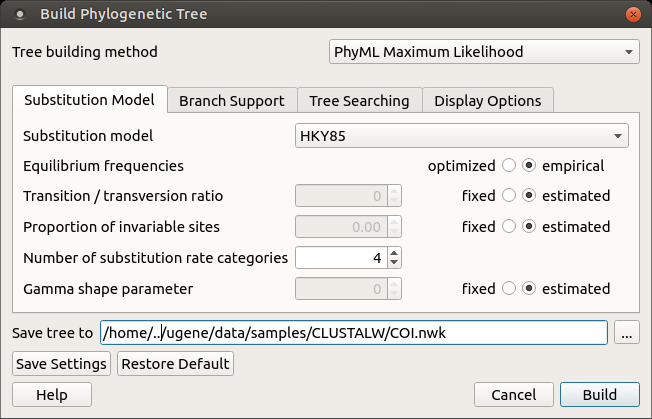 Build Phylogenetic Tree
Tree building method PhyML Maximum Likelihood
Substitution Model Branch Support Tree Searching Display Options
Substitution model HKY85
Equilibrium frequencies optimized empirical
Transition / transversion ratio 0 fixed estimated
Proportion of invariable sites 0.00 fixed estimated
Number of substitution rate categories 4
Gamma shape parameter 0 fixed estimated
Save tree to /home/../ugene/data/samples/CLUSTALW/COI.nwk ...
Save Settings Restore Default
Help Cancel Build